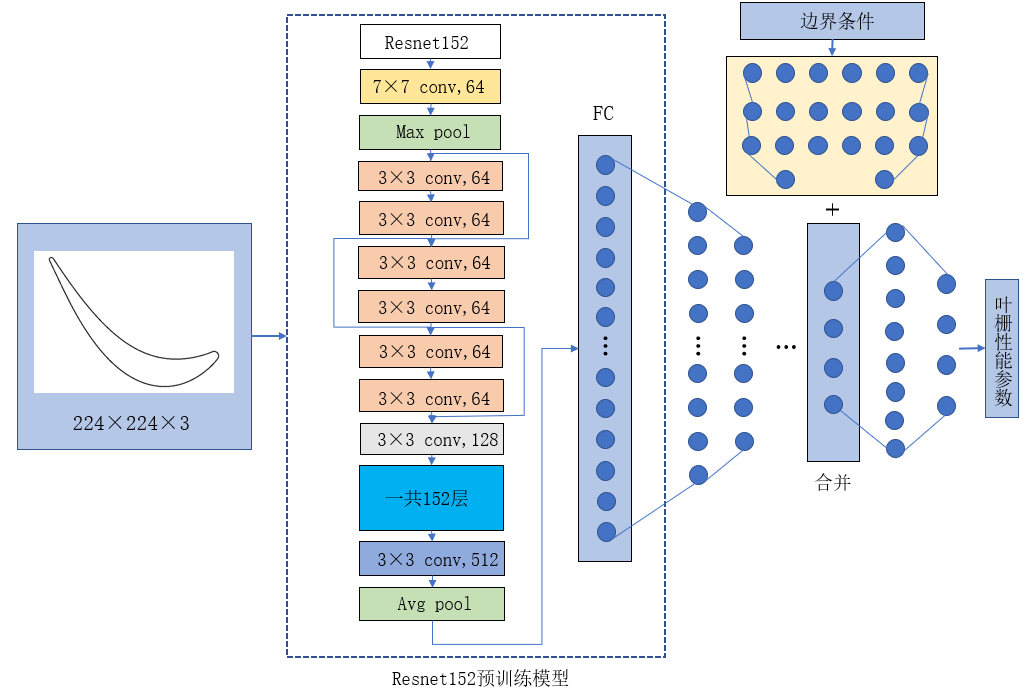 224×224×3
Resnet152
7×7 conv,64
Max pool
3×3 conv,64
3×3 conv,64
3×3 conv,64
3×3 conv,64
3×3 conv,64
3×3 conv,64
3×3 conv,128
一共152层
3×3 conv,512
Avg pool
Resnet152预训练模型
FC
...
...
...
...
边界条件
+
合并
叶栅性能参数